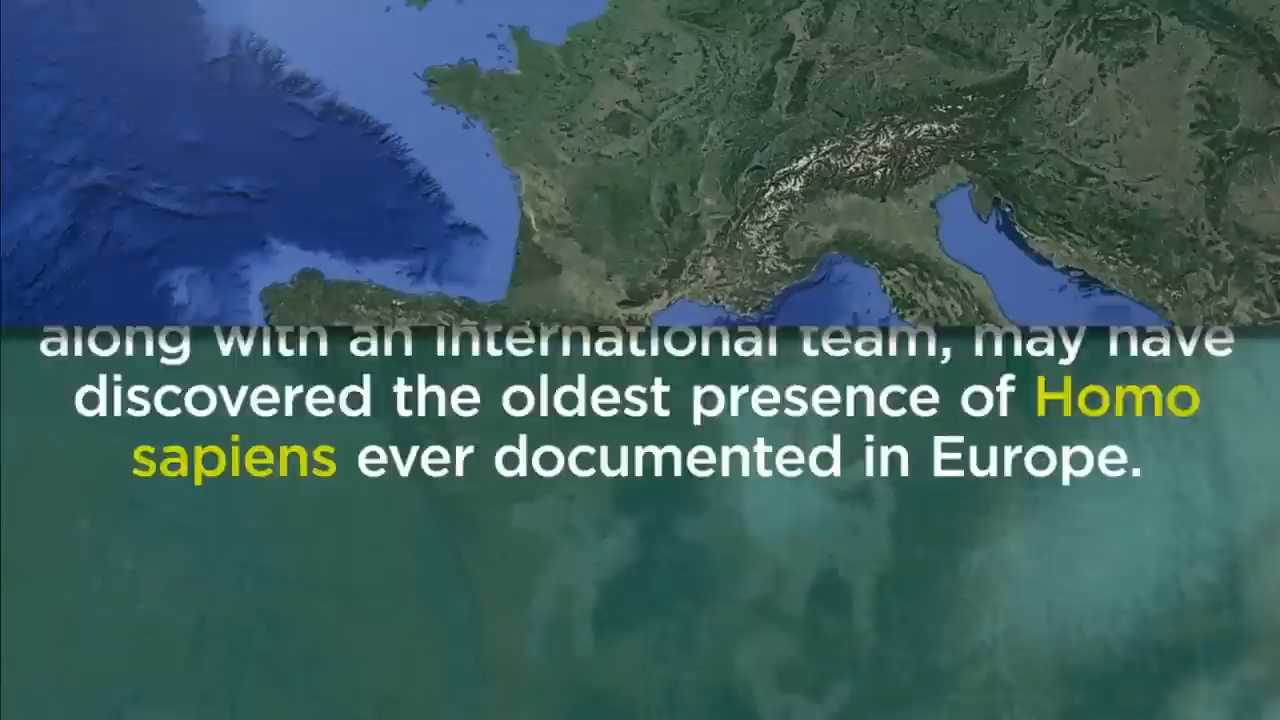 along with an international team, may have
discovered the oldest presence of Homo
sapiens ever documented in Europe.